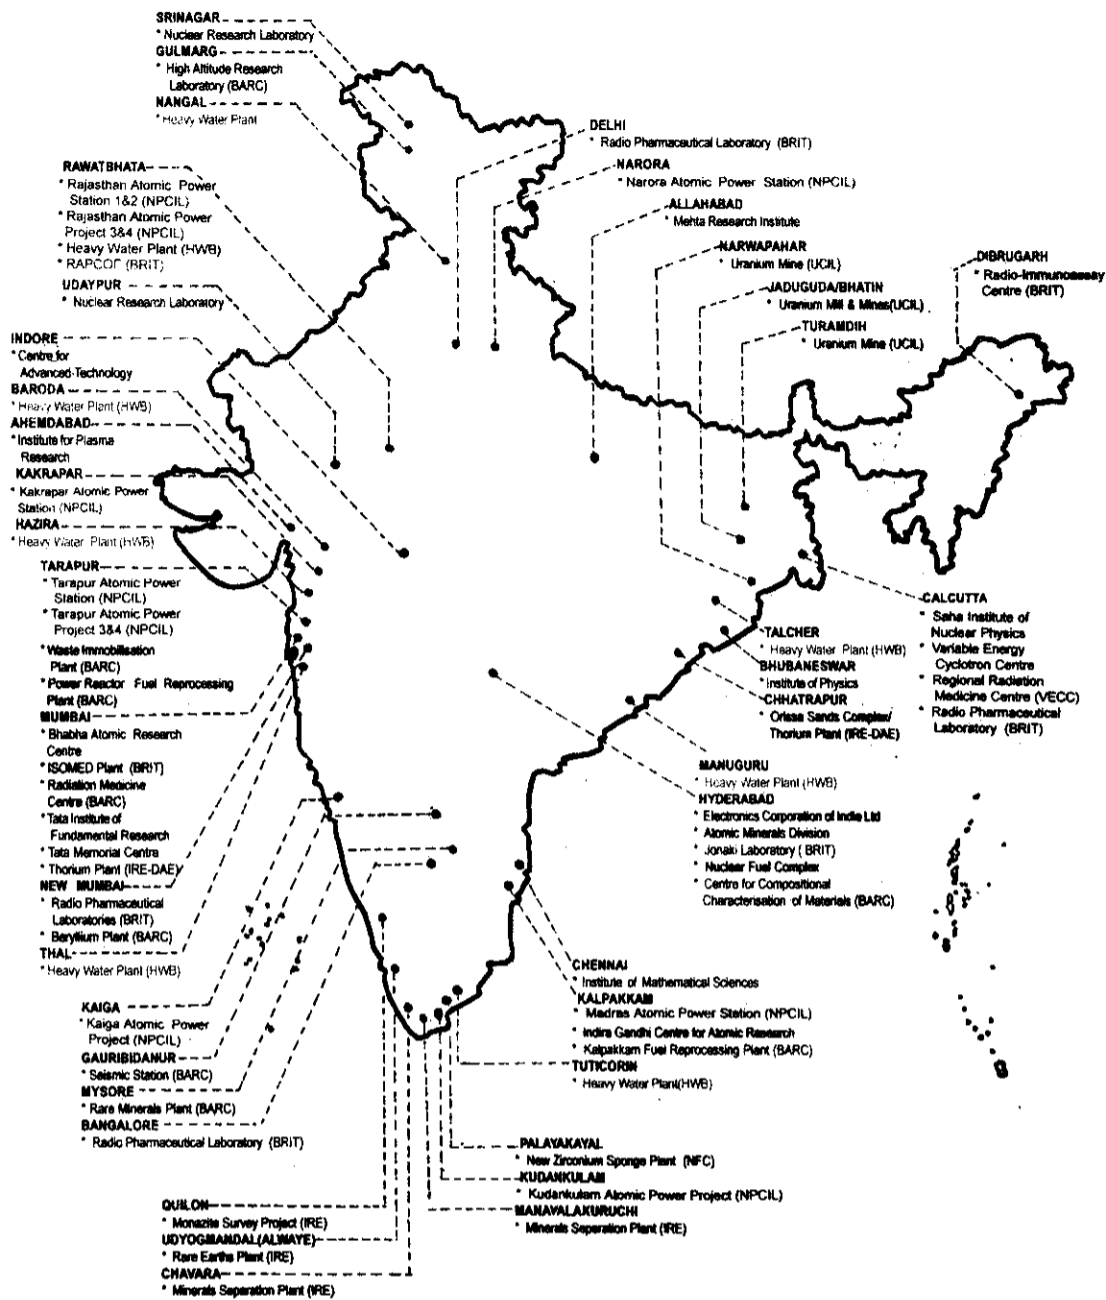 SRINAGAR
* Nuclear Research Laboratory
GULMARG
* High Altitude Research
Laboratory (BARC)
NANGAL
* Heavy Water Plant
RAWATBHATA
* Rajasthan Atomic Power
Station 1&2 (NPCIL)
* Rajasthan Atomic Power
Project 3&4 (NPCIL)
* Heavy Water Plant (HWB)
* RAPCOF (BRIT)
UDAYPUR
* Nuclear Research Laboratory
INDORE
* Centre for
Advanced Technology
BARODA
* Heavy Water Plant (HWB)
AHEMDABAD
* Institute for Plasma
Research
KAKRAPAR
* Kakrapar Atomic Power
Station (NPCIL)
HAZIRA
* Heavy Water Plant (HWB)
TARAPUR
* Tarapur Atomic Power
Station (NPCIL)
* Tarapur Atomic Power
Project 3&4 (NPCIL)
* Waste Immobilisation
Plant (BARC)
* Power Reactor Fuel Reprocessing
Plant (BARC)
MUMBAI
* Bhabha Atomic Research
Centre
* ISOMED Plant (BRIT)
* Radiation Medicine
Centre (BARC)
* Tata Institute of
Fundamental Research
* Tata Memorial Centre
* Thorium Plant (IRE-DAE)
NEW MUMBAI
* Radio Pharmaceutical
Laboratories (BRIT)
* Beryllium Plant (BARC)
THAL
* Heavy Water Plant (HWB)
KAIGA
* Kaiga Atomic Power
Project (NPCIL)
GAURIBIDANUR
* Seismic Station (BARC)
MYSORE
* Rare Minerals Plant (BARC)
BANGALORE
* Radio Pharmaceutical Laboratory (BRIT)
QUILON
* Monazite Survey Project (IRE)
UDYOGMANDAL(ALWAYE)
* Rare Earths Plant (IRE)
CHAVARA
* Minerals Separation Plant (IRE)
DELHI
* Radio Pharmaceutical Laboratory (BRIT)
NARORA
* Narora Atomic Power Station (NPCIL)
ALLAHABAD
* Mehta Research Institute
NARWAPAHAR
* Uranium Mine (UCIL)
JADUGUDA/BHATIN
* Uranium Mill & Mines(UCIL)
TURAMDIH
* Uranium Mine (UCIL)
DIBRUGARH
* Radio-Immunoassay
Centre (BRIT)
CALCUTTA
* Saha Institute of
Nuclear Physics
* Variable Energy
Cyclotron Centre
* Regional Radiation
Medicine Centre (VECC)
* Radio Pharmaceutical
Laboratory (BRIT)
TALCHER
* Heavy Water Plant (HWB)
BHUBANESWAR
* Institute of Physics
CHHATRAPUR
* Orissa Sands Complex/
Thorium Plant (IRE-DAE)
MANUGURU
* Heavy Water Plant (HWB)
HYDERABAD
* Electronics Corporation of India Ltd
* Atomic Minerals Division
* Jonaki Laboratory ( BRIT)
* Nuclear Fuel Complex
* Centre for Compositional
Characterisation of Materials (BARC)
CHENNAI
* Institute of Mathematical Sciences
KALPAKKAM
* Madras Atomic Power Station (NPCIL)
* Indira Gandhi Centre for Atomic Research
* Kalpakkam Fuel Reprocessing Plant (BARC)
TUTICORIN
* Heavy Water Plant(HWB)
PALAYAKAYAL
* New Zirconium Sponge Plant (NFC)
KUDANKULAM
* Kudankulam Atomic Power Project (NPCIL)
MANAVALAKURUCHI
* Minerals Separation Plant (IRE)